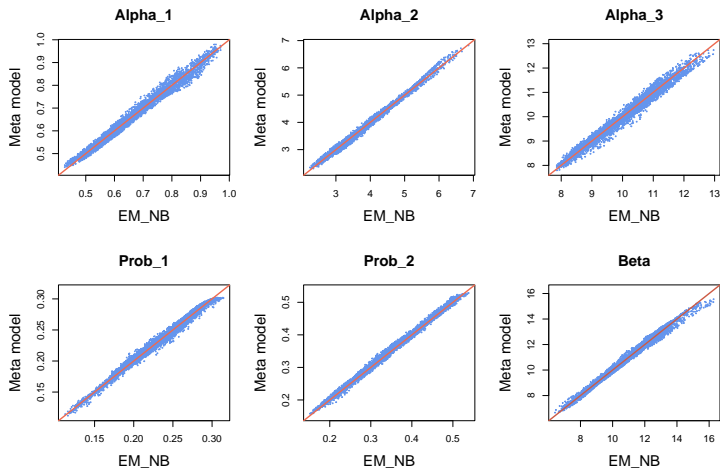 Alpha_1
Alpha_2
Alpha_3
Meta model
0.5 0.6 0.7 0.8 0.9 1.0
0.5 0.6 0.7 0.8 0.9 1.0
EM_NB
Meta model
3 4 5 6 7
3 4 5 6 7
EM_NB
Meta model
8 9 10 11 12 13
8 9 10 11 12 13
EM_NB
Prob_1
Prob_2
Beta
Meta model
0.15 0.20 0.25 0.30
0.15 0.20 0.25 0.30
EM_NB
Meta model
0.2 0.3 0.4 0.5
0.2 0.3 0.4 0.5
EM_NB
Meta model
8 10 12 14 16
8 10 12 14 16
EM_NB